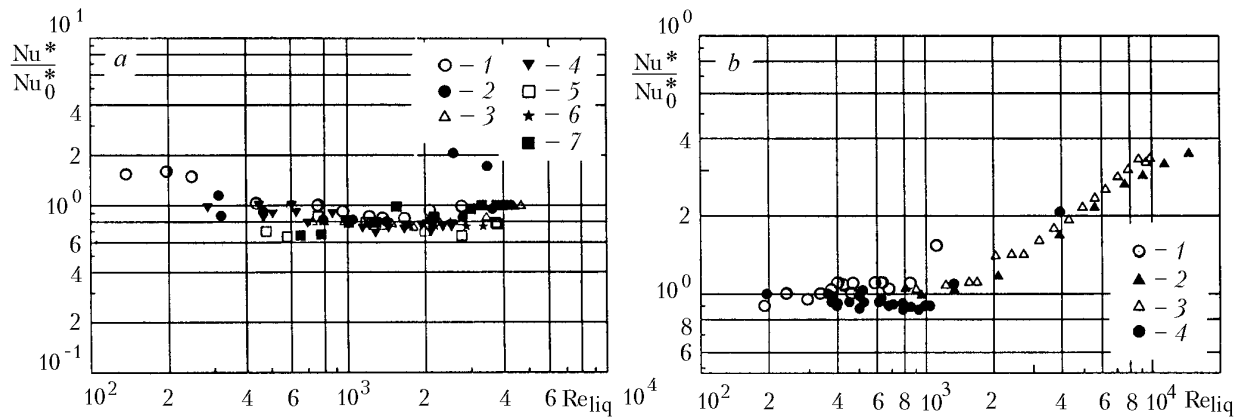 10^1
Nu*
Nu*_0
a
4
2
10^0
8
6
4
2
10^-1
10^2 2 4 6 10^3 2 4 6 Re_liq 10^4
○ – 1
● – 2
△ – 3
▼ – 4
□ – 5
★ – 6
■ – 7
10^0
Nu*
Nu*_0
b
4
2
10^0
8
6
10^2 2 4 6 8 10^3 2 4 6 8 10^4 Re_liq
○ – 1
▲ – 2
△ – 3
● – 4